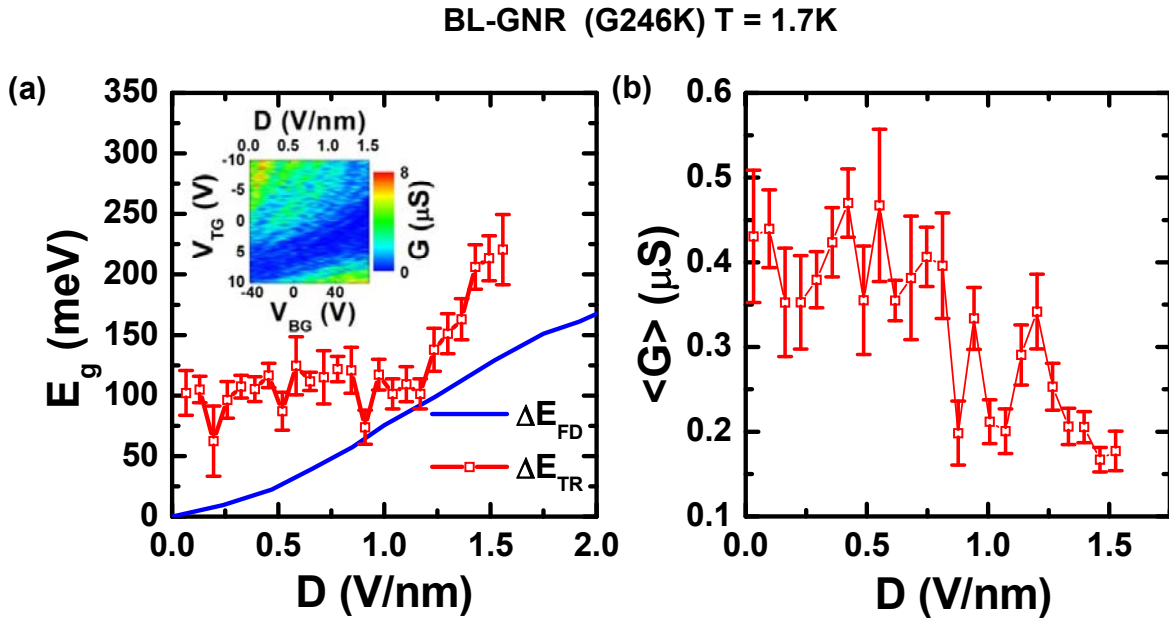 BL-GNR (G246K) T = 1.7K
(a)
350
300
250
200
150
100
50
0
E_g (meV)
0.0 0.5 1.0 1.5 2.0
D (V/nm)
D (V/nm)
0.0 0.5 1.0 1.5
-10
-5
0
5
10
V_TG (V)
-40 0 40
V_BG (V)
8
0
G (μS)
ΔE_FD
ΔE_TR
(b)
0.6
0.5
0.4
0.3
0.2
0.1
<G> (μS)
0.0 0.5 1.0 1.5
D (V/nm)